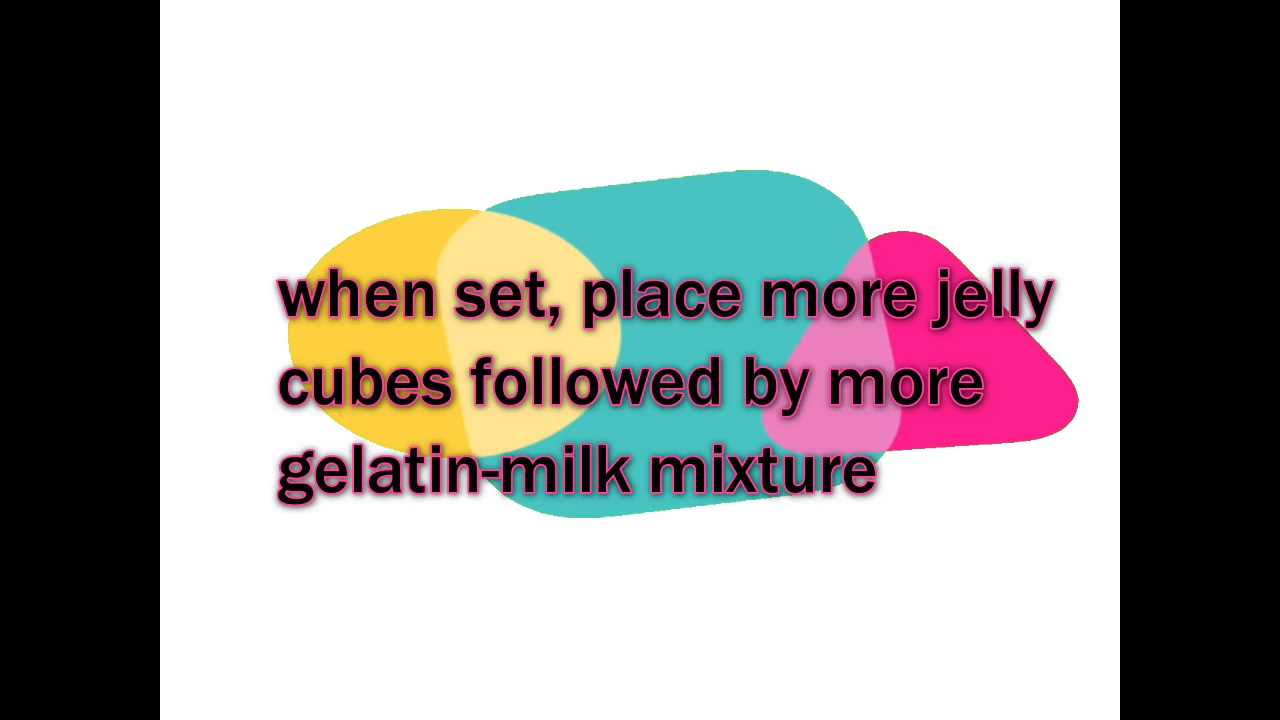 when set, place more jelly
cubes followed by more
gelatin-milk mixture